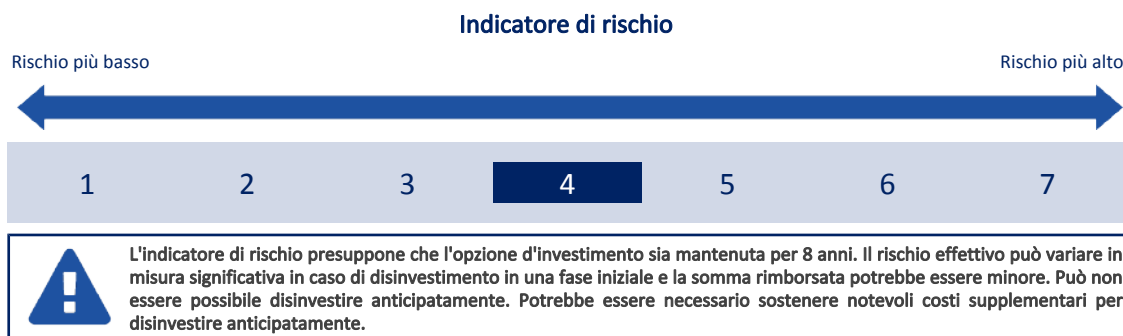 Indicatore di rischio
Rischio più basso
Rischio più alto
1 2 3 4 5 6 7
L'indicatore di rischio presuppone che l'opzione d'investimento sia mantenuta per 8 anni. Il rischio effettivo può variare in
misura significativa in caso di disinvestimento in una fase iniziale e la somma rimborsata potrebbe essere minore. Può non
essere possibile disinvestire anticipatamente. Potrebbe essere necessario sostenere notevoli costi supplementari per
disinvestire anticipatamente.